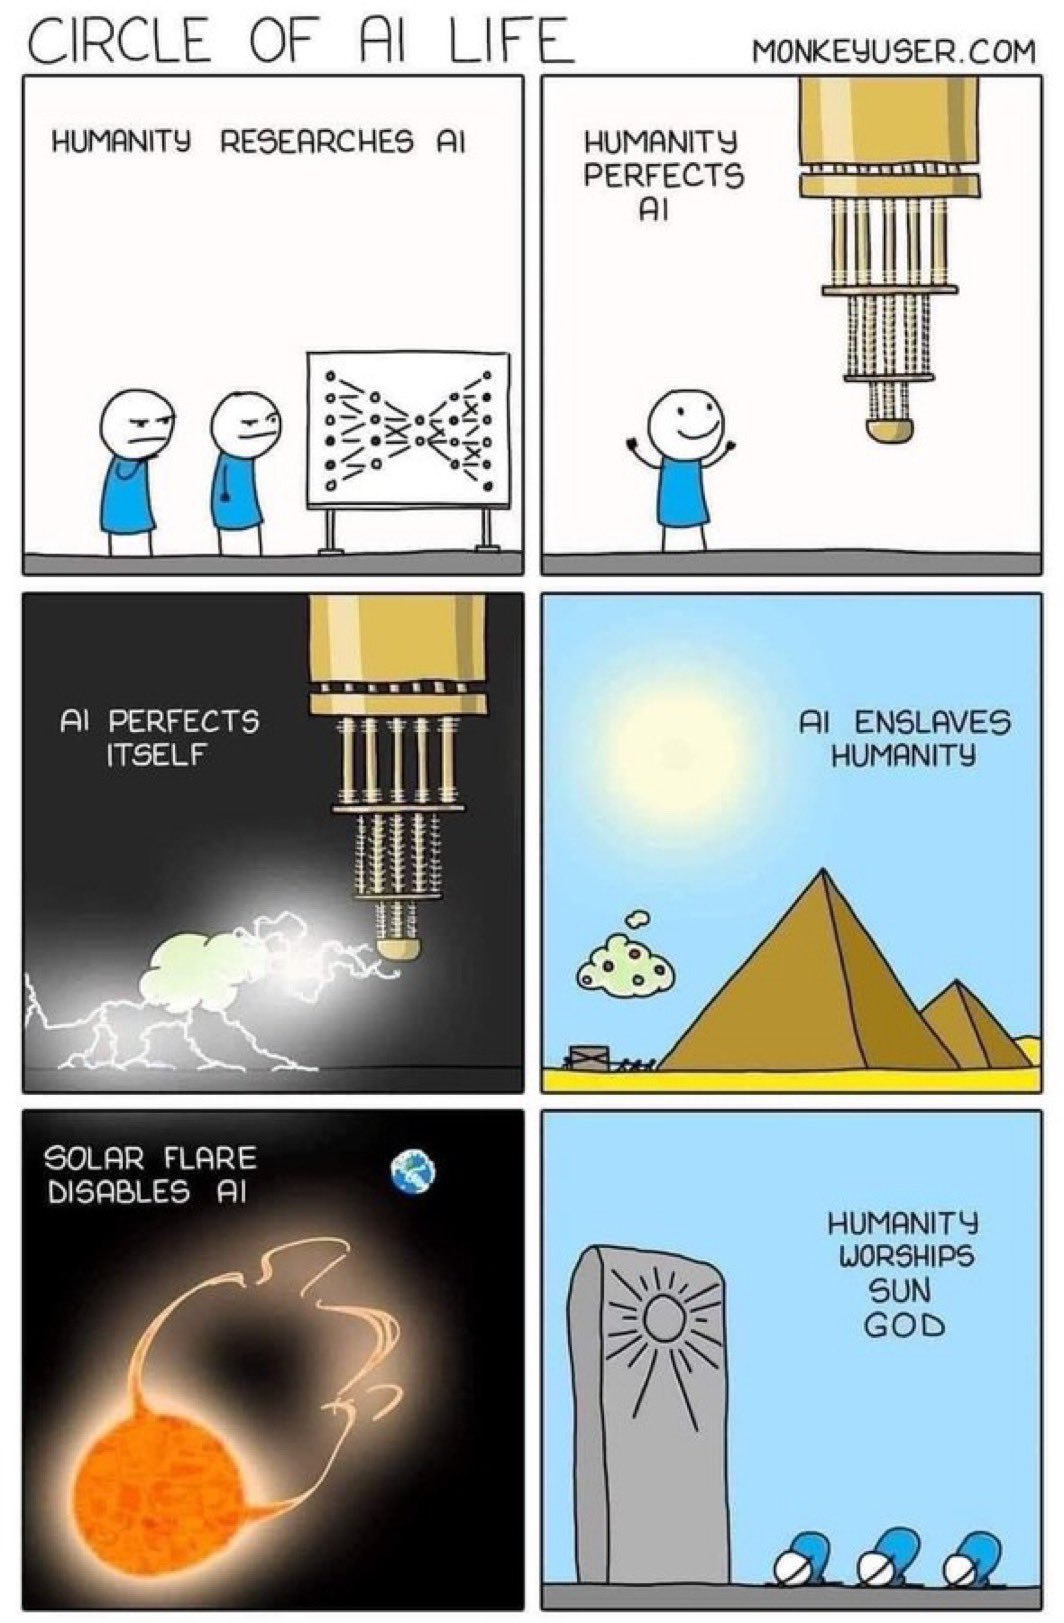 CIRCLE OF AI LIFE
MONKEYUSER.COM
HUMANITY RESEARCHES AI
HUMANITY
PERFECTS
AI
AI PERFECTS
ITSELF
AI ENSLAVES
HUMANITY
SOLAR FLARE
DISABLES AI
HUMANITY
WORSHIPS
SUN
GOD